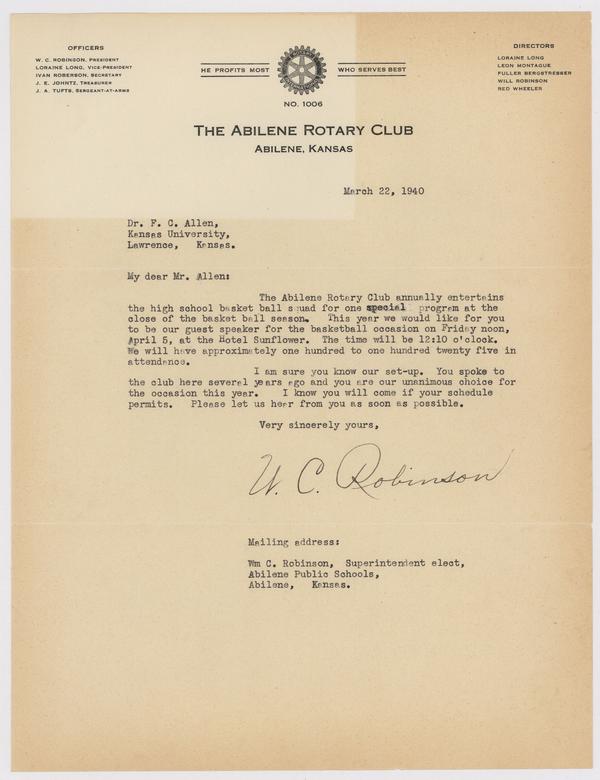 OFFICERS
W. C. ROBINSON, PRESIDENT
LORAINE LONG, VICE-PRESIDENT
IVAN ROBERSON, SECRETARY
J. E. JOHNTZ, TREASURER
J. A. TUFTS, SERGEANT-AT-ARMS
HE PROFITS MOST WHO SERVES BEST
NO. 1006
DIRECTORS
LORAINE LONG
LEON MONTAGUE
FULLER BERGSTRESSER
WILL ROBINSON
RED WHEELER
THE ABILENE ROTARY CLUB
ABILENE, KANSAS
March 22, 1940
Dr. F. C. Allen,
Kansas University,
Lawrence, Kansas.
My dear Mr. Allen:
The Abilene Rotary Club annually entertains
the high school basket ball squad for one special program at the
close of the basket ball season. This year we would like for you
to be our guest speaker for the basketball occasion on Friday noon,
April 5, at the Hotel Sunflower. The time will be 12:10 o'clock.
We will have approximately one hundred to one hundred twenty five in
attendance.
I am sure you know our set-up. You spoke to
the club here several years ago and you are our unanimous choice for
the occasion this year. I know you will come if your schedule
permits. Please let us hear from you as soon as possible.
Very sincerely yours,
W. C. Robinson
Mailing address:
Wm C. Robinson, Superintendent elect,
Abilene Public Schools,
Abilene, Kansas.